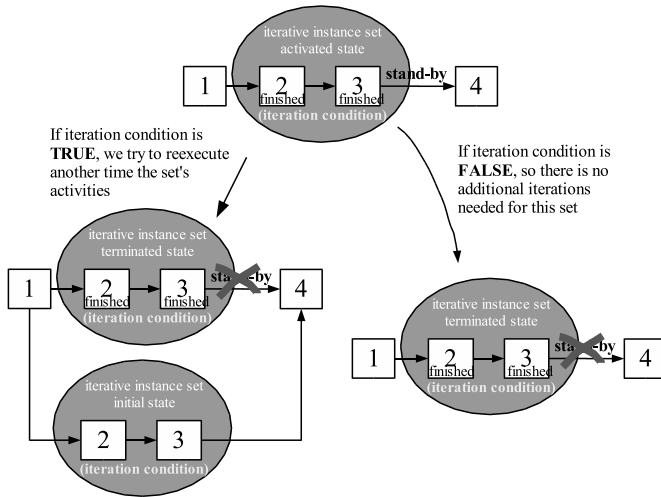 iterative instance set
activated state
1
2
finished
3
finished
stand-by
4
(iteration condition)
If iteration condition is
TRUE, we try to reexecute
another time the set's
activities
If iteration condition is
FALSE, so there is no
additional iterations
needed for this set
iterative instance set
terminated state
1
2
finished
3
finished
stand-by
4
(iteration condition)
iterative instance set
initial state
2
3
(iteration condition)
iterative instance set
terminated state
1
2
finished
3
finished
stand-by
4
(iteration condition)